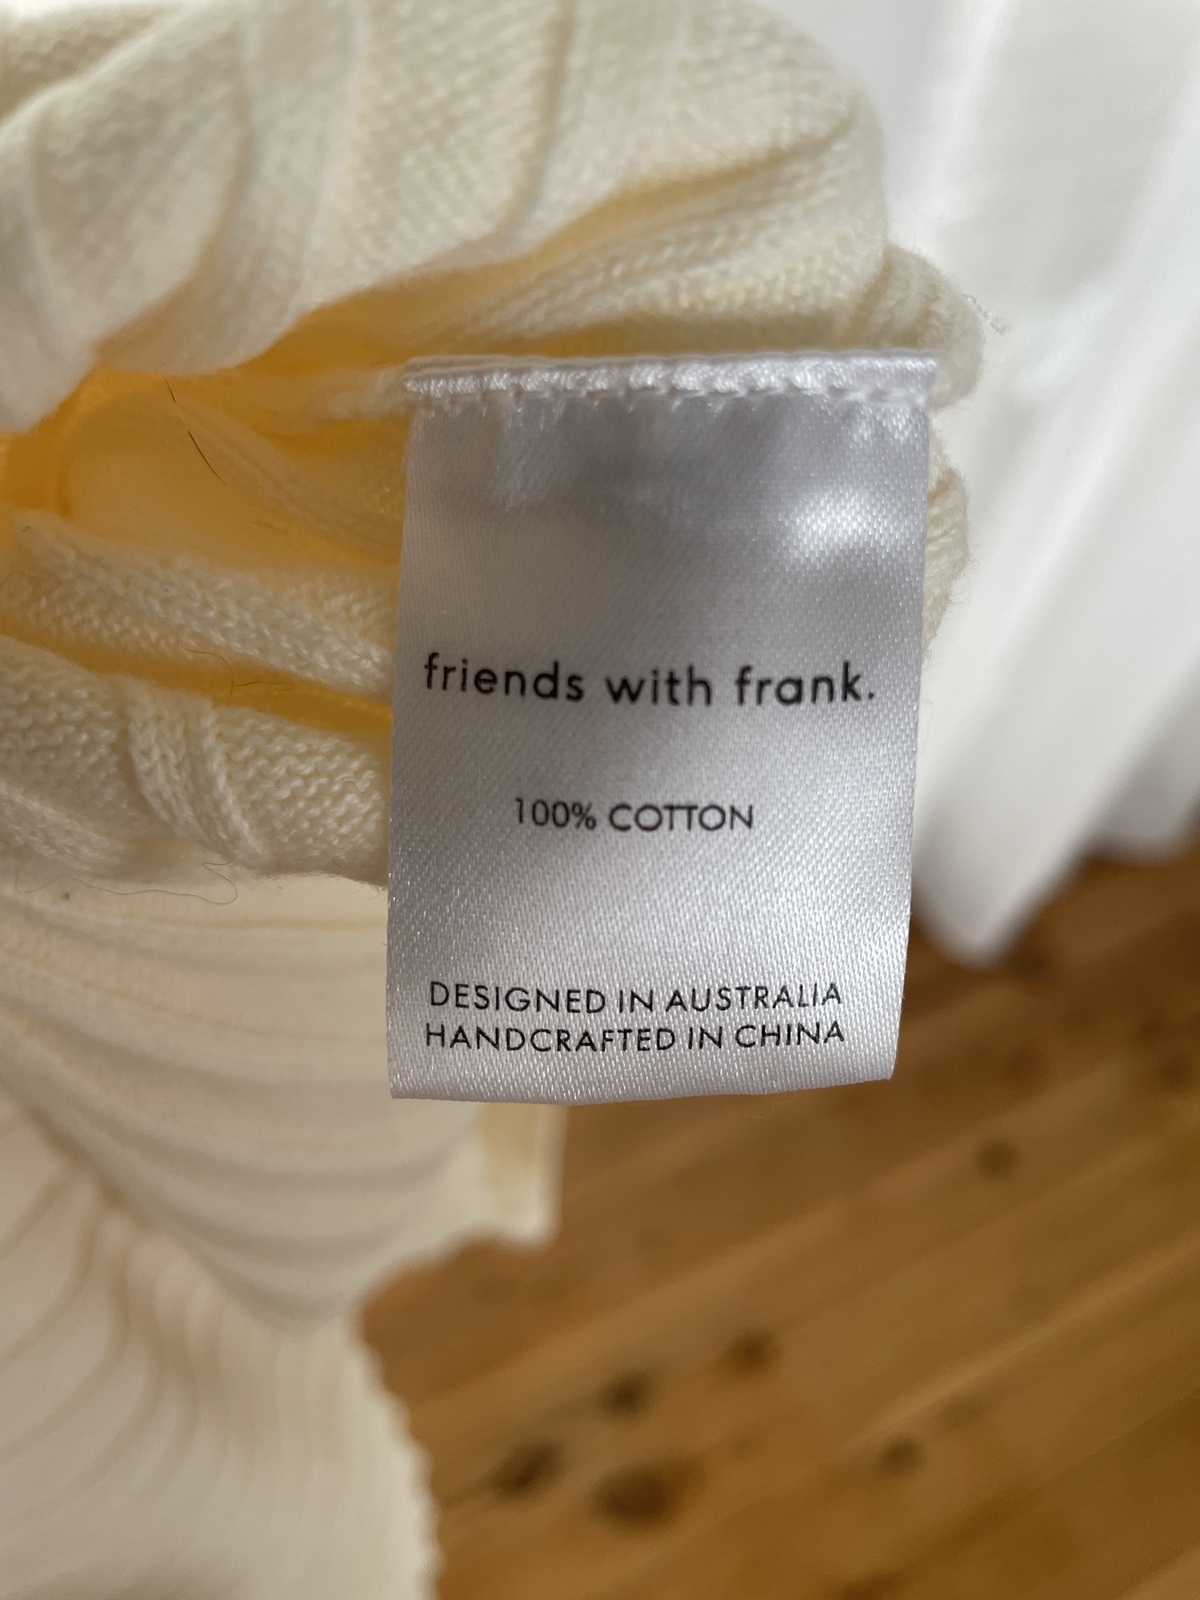 friends with frank.
100% COTTON
DESIGNED IN AUSTRALIA
HANDCRAFTED IN CHINA